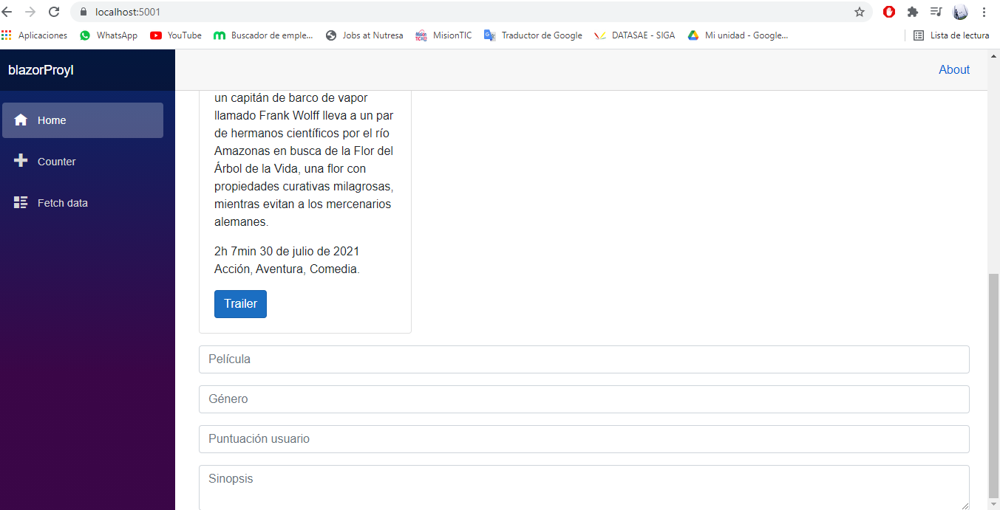 localhost:5001
Aplicaciones WhatsApp YouTube Buscador de emple... Jobs at Nutresa MisionTIC Traductor de Google DATASAE - SIGA Mi unidad - Google... Lista de lectura
blazorProyI
About
Home
Counter
Fetch data
un capitán de barco de vapor
llamado Frank Wolff lleva a un par
de hermanos científicos por el río
Amazonas en busca de la Flor del
Árbol de la Vida, una flor con
propiedades curativas milagrosas,
mientras evitan a los mercenarios
alemanes.
2h 7min 30 de julio de 2021
Acción, Aventura, Comedia.
Trailer
Película
Género
Puntuación usuario
Sinopsis